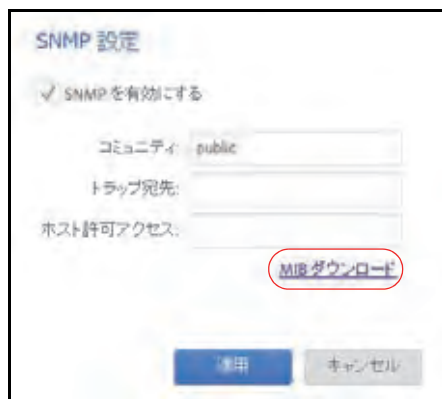 SNMP 設定
SNMP を有効にする
コミュニティ: public
トラップ宛先:
ホスト許可アクセス:
MIB ダウンロード
適用
キャンセル